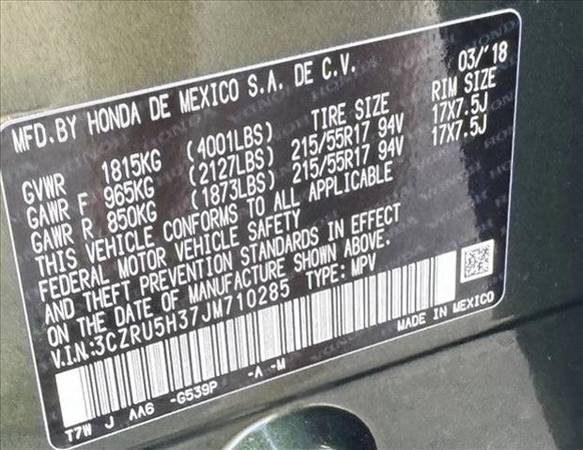 MFD.BY HONDA DE MEXICO S.A. DE C.V. 03/'18
TIRE SIZE RIM SIZE
GVWR 1815KG (4001LBS)
GAWR F 965KG (2127LBS) 215/55R17 94V 17X7.5J
GAWR R 850KG (1873LBS) 215/55R17 94V 17X7.5J
THIS VEHICLE CONFORMS TO ALL APPLICABLE
FEDERAL MOTOR VEHICLE SAFETY
AND THEFT PREVENTION STANDARDS IN EFFECT
ON THE DATE OF MANUFACTURE SHOWN ABOVE.
V.I.N:3CZRU5H37JM710285 TYPE: MPV
MADE IN MEXICO
T7W J AA6 -G539P -A -M